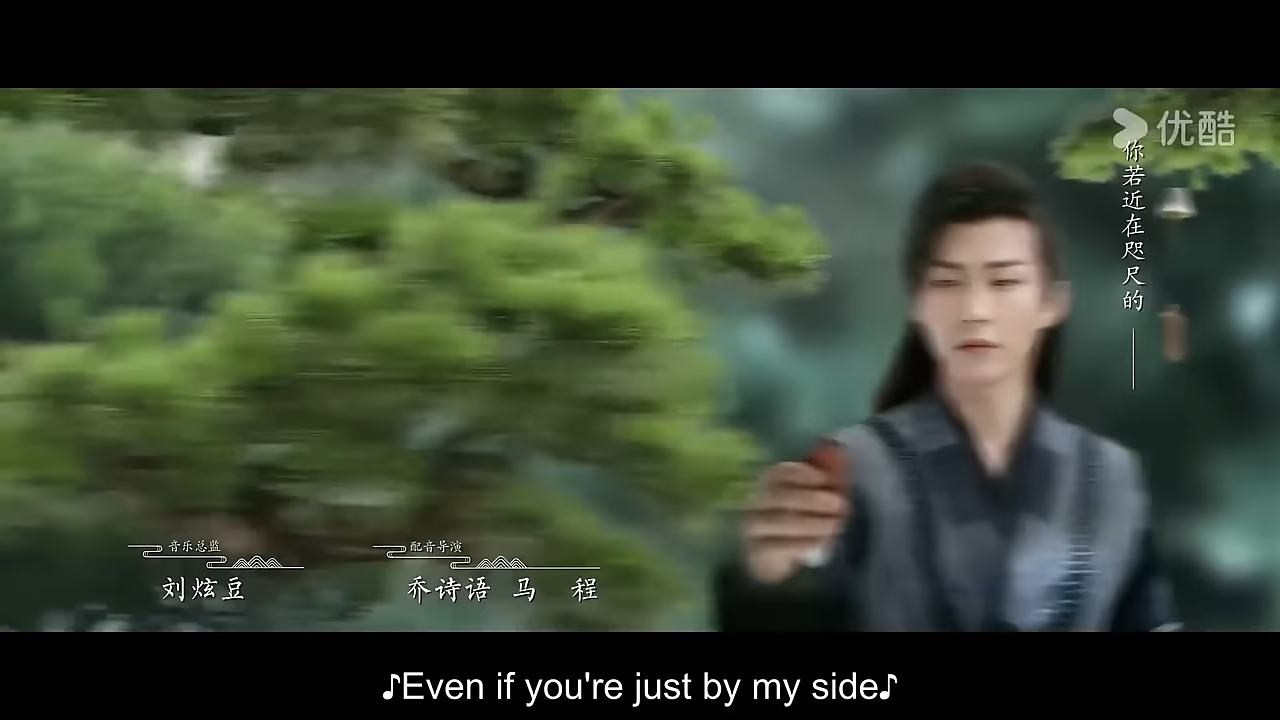 优酷
你若近在咫尺的
音乐总监
刘炫豆
配音导演
乔诗语 马 程
♪Even if you're just by my side♪